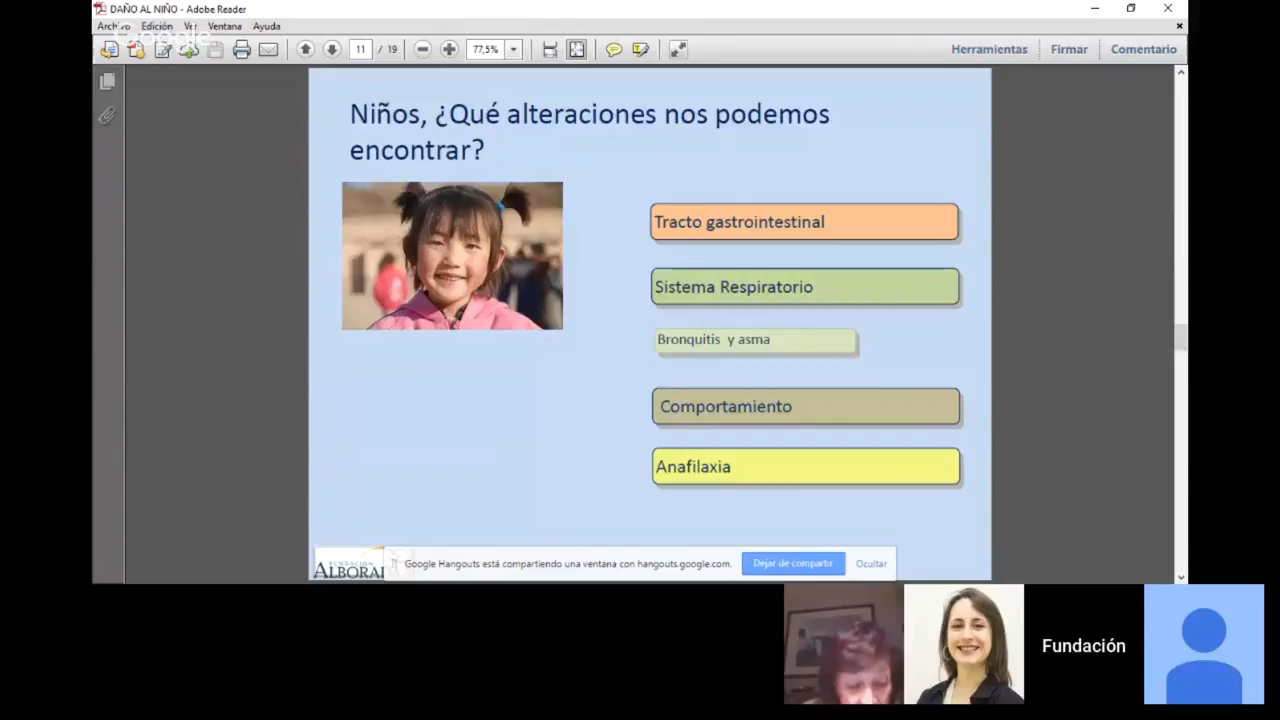 DAÑO AL NIÑO - Adobe Reader
Archivo Edición Ver Ventana Ayuda
Google
11 / 19
77,5%
Herramientas Firmar Comentario
Niños, ¿Qué alteraciones nos podemos
encontrar?
Tracto gastrointestinal
Sistema Respiratorio
Bronquitis y asma
Comportamiento
Anafilaxia
Google Hangouts está compartiendo una ventana con hangouts.google.com.
Dejar de compartir
Ocultar
Fundación